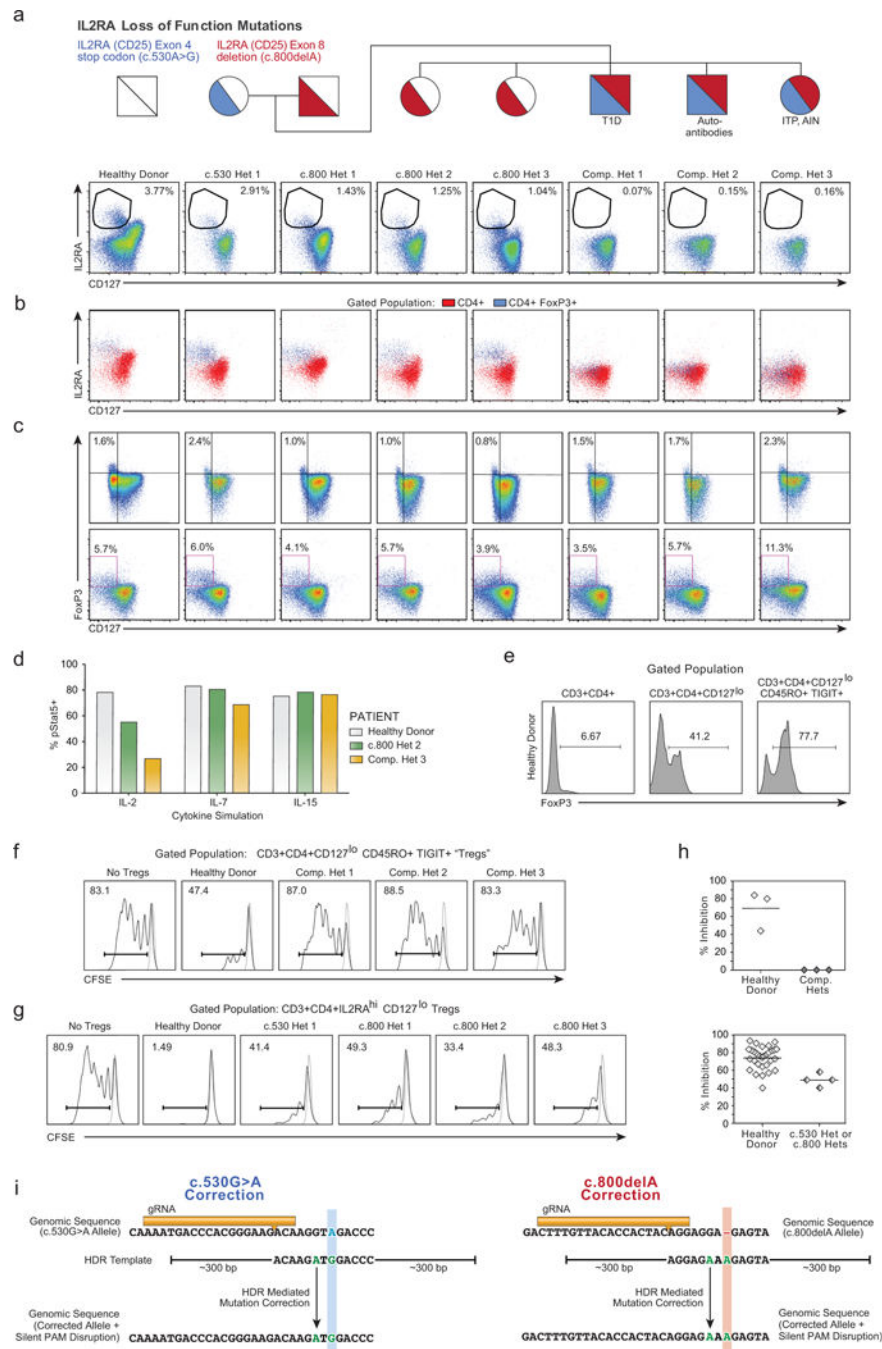 a
IL2RA Loss of Function Mutations
IL2RA (CD25) Exon 4
stop codon (c.530A>G)
IL2RA (CD25) Exon 8
deletion (c.800delA)
T1D
Auto-
antibodies
ITP, AIN
Healthy Donor
c.530 Het 1
c.800 Het 1
c.800 Het 2
c.800 Het 3
Comp. Het 1
Comp. Het 2
Comp. Het 3
3.77%
2.91%
1.43%
1.25%
1.04%
0.07%
0.15%
0.16%
IL2RA
CD127
b
Gated Population:
CD4+
CD4+ FoxP3+
IL2RA
CD127
c
1.6%
2.4%
1.0%
1.0%
0.8%
1.5%
1.7%
2.3%
5.7%
6.0%
4.1%
5.7%
3.9%
3.5%
5.7%
11.3%
FoxP3
CD127
d
% pStat5+
100
80
60
40
20
0
IL-2
IL-7
IL-15
Cytokine Simulation
PATIENT
Healthy Donor
c.800 Het 2
Comp. Het 3
e
Gated Population
CD3+CD4+
CD3+CD4+CD127lo
CD3+CD4+CD127lo
CD45RO+ TIGIT+
Healthy Donor
6.67
41.2
77.7
FoxP3
f
Gated Population: CD3+CD4+CD127lo CD45RO+ TIGIT+ “Tregs”
No Tregs
Healthy Donor
Comp. Het 1
Comp. Het 2
Comp. Het 3
83.1
47.4
87.0
88.5
83.3
CFSE
g
Gated Population: CD3+CD4+IL2RAhi CD127lo Tregs
No Tregs
Healthy Donor
c.530 Het 1
c.800 Het 1
c.800 Het 2
c.800 Het 3
80.9
1.49
41.4
49.3
33.4
48.3
CFSE
h
% Inhibition
100
80
60
40
20
0
Healthy
Donor
Comp.
Hets
% Inhibition
100
80
60
40
20
0
Healthy
Donor
c.530 Het or
c.800 Hets
i
c.530G>A
Correction
gRNA
Genomic Sequence
(c.530G>A Allele)
CAAAATGACCCACGGGAAGACAAGGTAGACCC
HDR Template
~300 bp
ACAAGATGGACCC
~300 bp
HDR Mediated
Mutation Correction
Genomic Sequence
(Corrected Allele +
Silent PAM Disruption)
CAAAATGACCCACGGGAAGACAAGATGGACCC
c.800delA
Correction
gRNA
GACTTTGTTACACCACTACAGGAGGA-GAGTA
Genomic Sequence
(c.800delA Allele)
~300 bp
AGGAGAAAGAGTA
~300 bp
HDR Mediated
Mutation Correction
GACTTTGTTACACCACTACAGGAGAAAGAGTA
Genomic Sequence
(Corrected Allele +
Silent PAM Disruption)